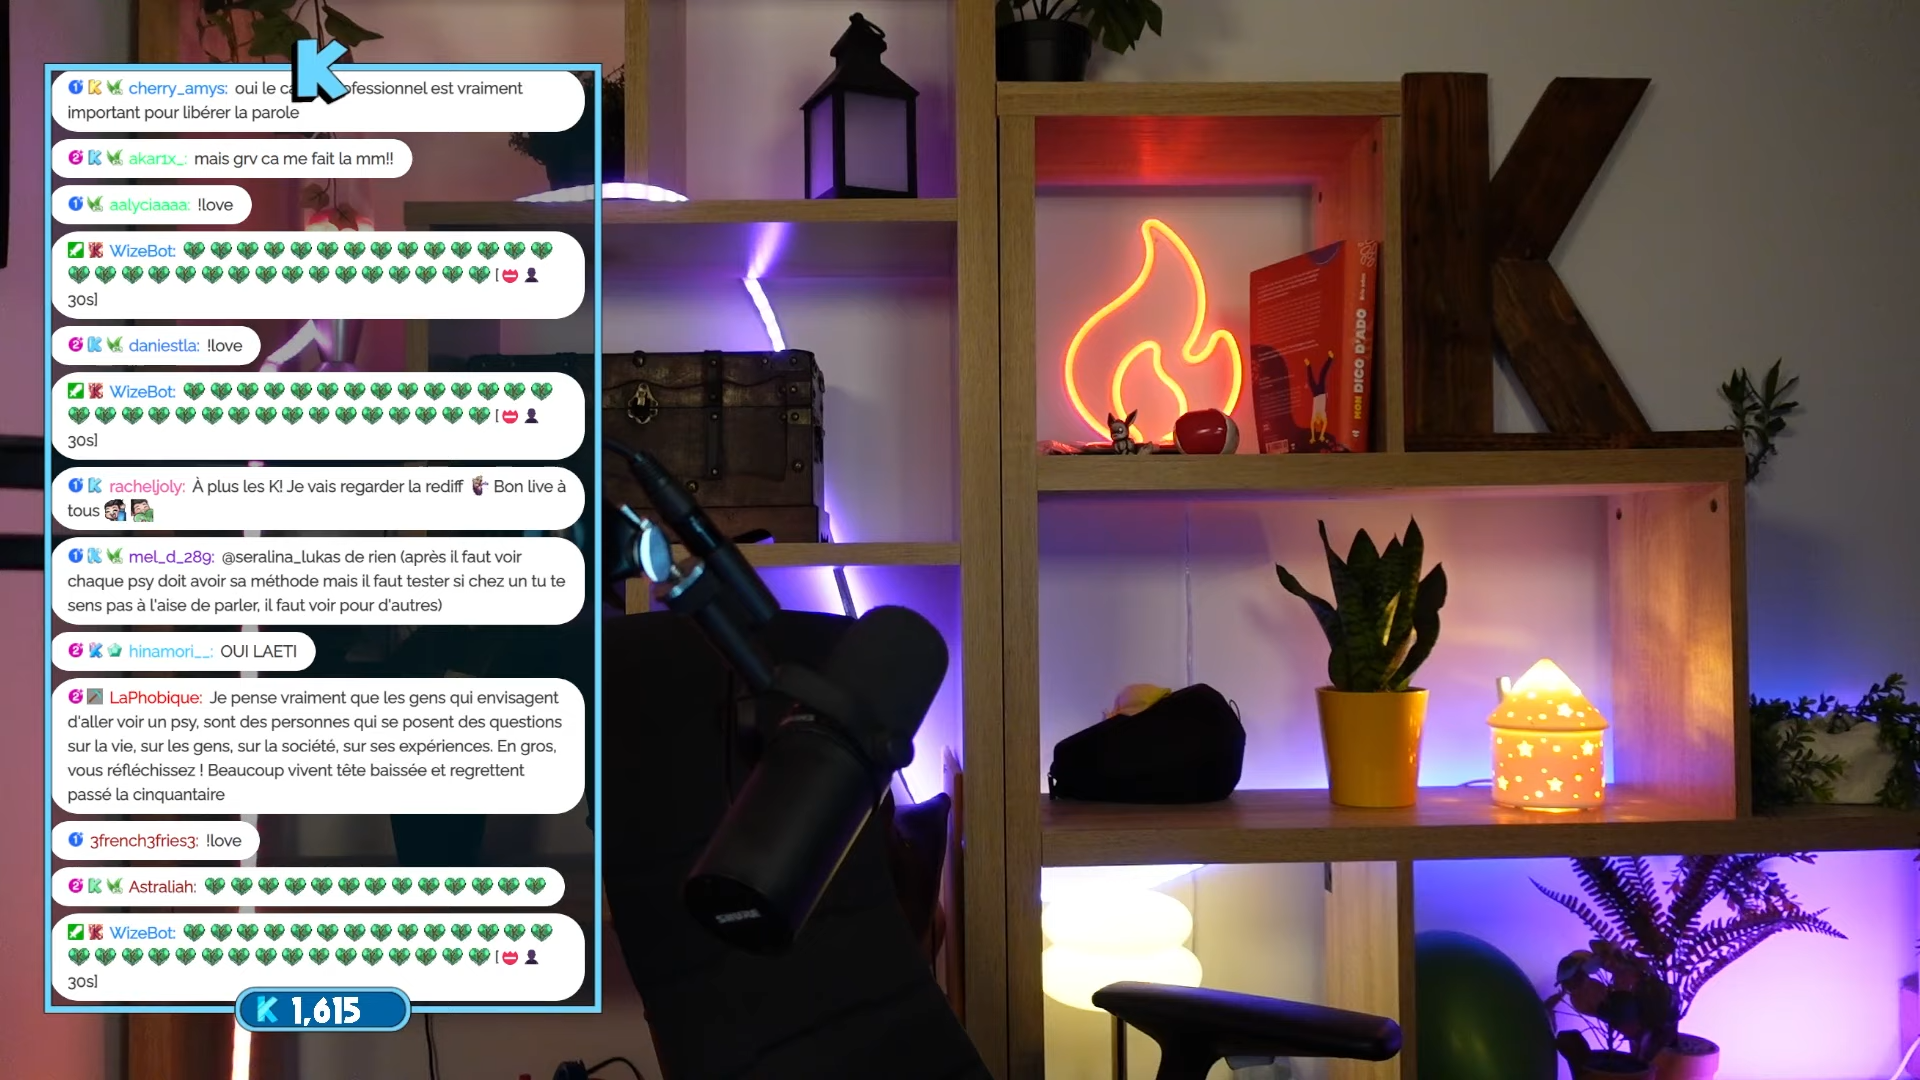 K
cherry_amys: oui le ca ofessionnel est vraiment
important pour libérer la parole
akar1x_: mais grv ca me fait la mm!!
aalyciaaaa: !love
WizeBot:
[
30s]
daniestla: !love
WizeBot:
[
30s]
racheljoly: À plus les K! Je vais regarder la rediff Bon live à
tous
mel_d_289: @seralina_lukas de rien (après il faut voir
chaque psy doit avoir sa méthode mais il faut tester si chez un tu te
sens pas à l'aise de parler, il faut voir pour d'autres)
hinamori__: OUI LAETI
LaPhobique: Je pense vraiment que les gens qui envisagent
d'aller voir un psy, sont des personnes qui se posent des questions
sur la vie, sur les gens, sur la société, sur ses expériences. En gros,
vous réfléchissez ! Beaucoup vivent tête baissée et regrettent
passé la cinquantaire
3french3fries3: !love
Astraliah:
WizeBot:
[
30s]
K 1,615
MON DICO D'ADO
K
SHURE